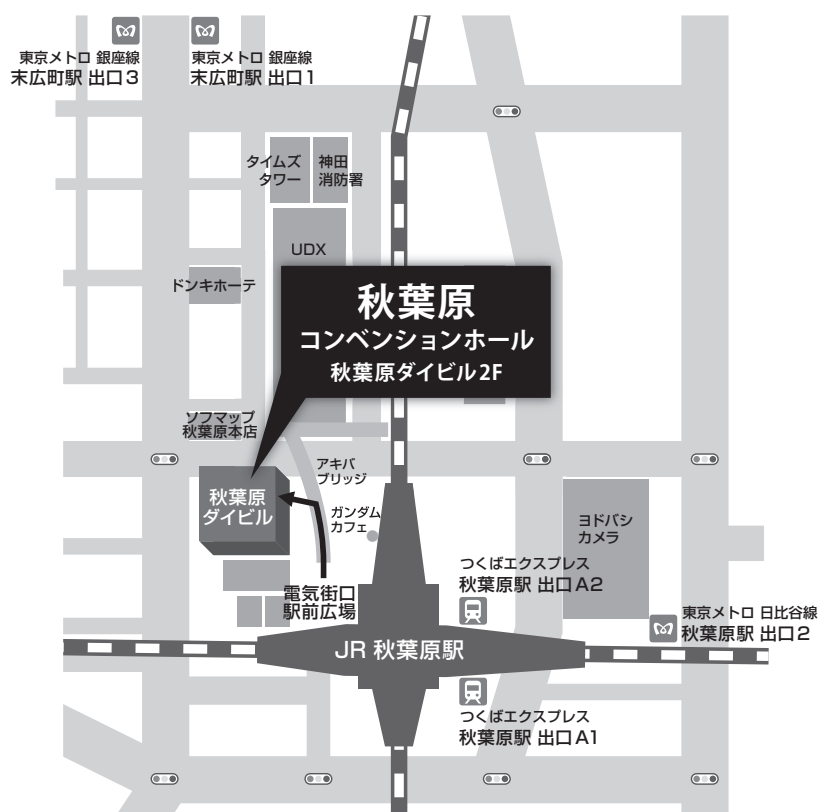 東京メトロ 銀座線
末広町駅 出口3
東京メトロ 銀座線
末広町駅 出口1
タイムズ
タワー
神田
消防署
UDX
ドンキホーテ
秋葉原
コンベンションホール
秋葉原ダイビル2F
ソフマップ
秋葉原本店
アキバ
ブリッジ
秋葉原
ダイビル
ガンダム
カフェ
ヨドバシ
カメラ
つくばエクスプレス
秋葉原駅 出口A2
電気街口
駅前広場
東京メトロ 日比谷線
秋葉原駅 出口2
JR 秋葉原駅
つくばエクスプレス
秋葉原駅 出口A1